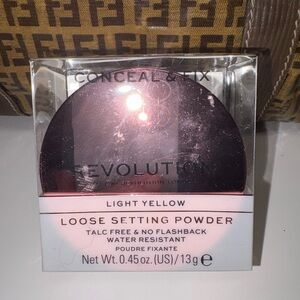 CONCEAL & FIX
REVOLUTION
LIGHT YELLOW
LOOSE SETTING POWDER
TALC FREE & NO FLASHBACK
WATER RESISTANT
POUDRE FIXANTE
Net Wt. 0.45 oz. (US) / 13 g e